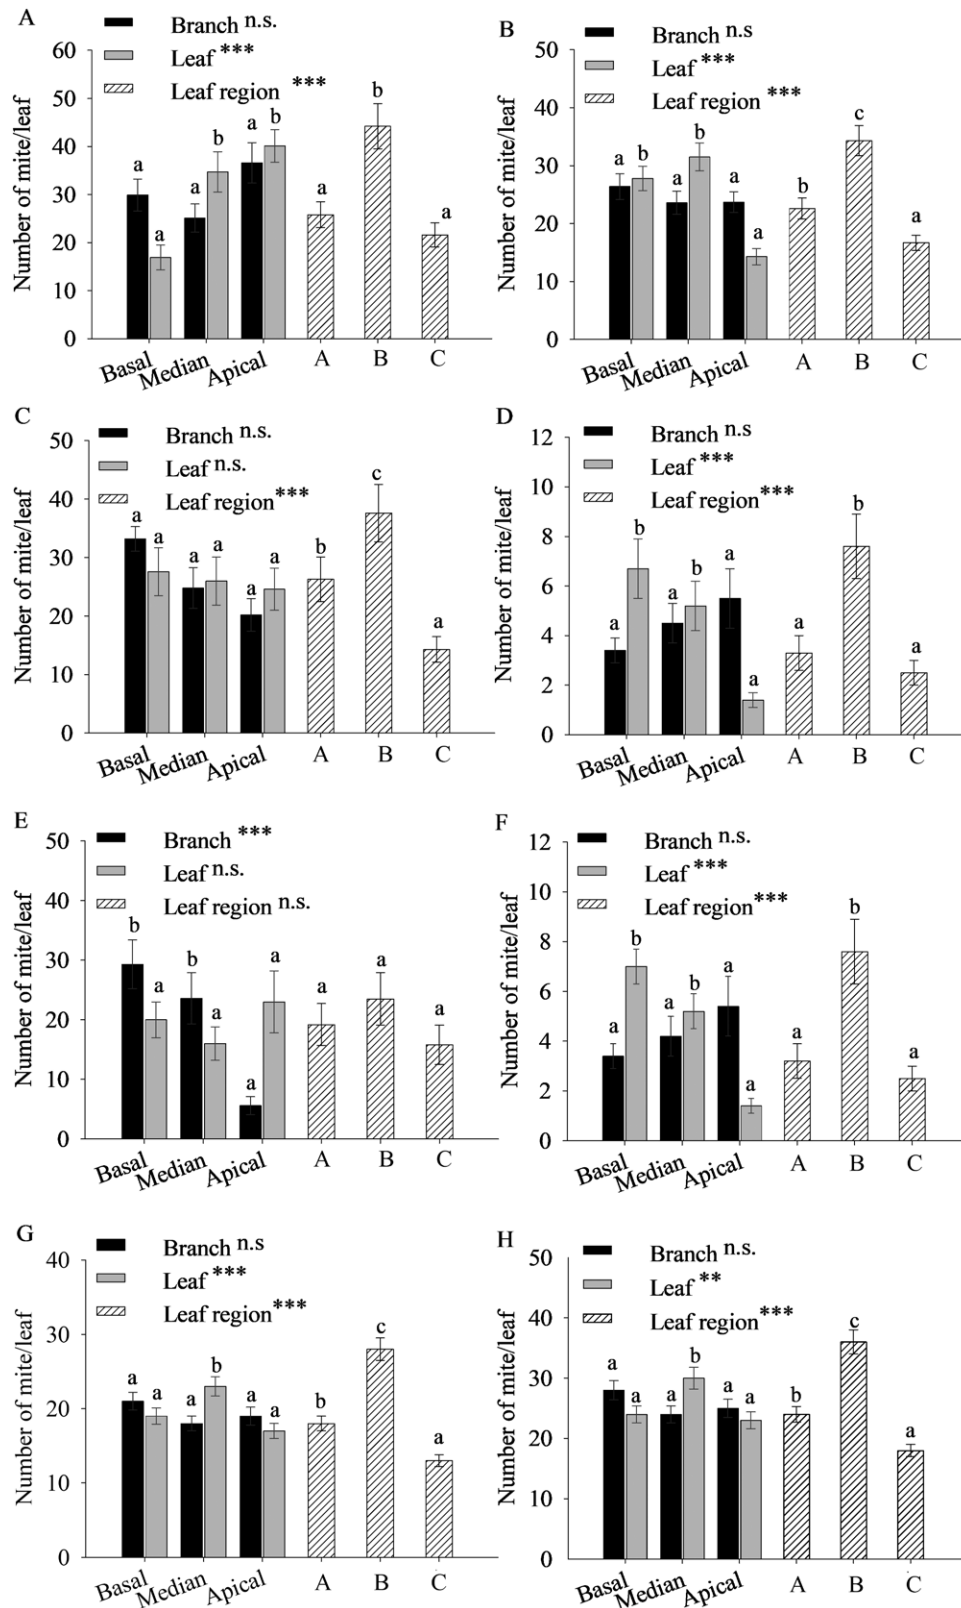 A
Branch n.s.
Leaf ***
Leaf region ***
Number of mite/leaf
60
50
40
30
20
10
0
a a a b a b a b a
Basal Median Apical A B C
B
Branch n.s
Leaf ***
Leaf region ***
Number of mite/leaf
50
40
30
20
10
0
a b a b a a b c a
Basal Median Apical A B C
C
Branch n.s.
Leaf n.s.
Leaf region ***
Number of mite/leaf
50
40
30
20
10
0
a a a a a a b c a
Basal Median Apical A B C
D
Branch n.s
Leaf ***
Leaf region ***
Number of mite/leaf
12
10
8
6
4
2
0
a b a b a a a b a
Basal Median Apical A B C
E
Branch ***
Leaf n.s.
Leaf region n.s.
Number of mite/leaf
50
40
30
20
10
0
b a b a a a a a a
Basal Median Apical A B C
F
Branch n.s.
Leaf ***
Leaf region ***
Number of mite/leaf
12
10
8
6
4
2
0
a b a b a a a b a
Basal Median Apical A B C
G
Branch n.s
Leaf ***
Leaf region ***
Number of mite/leaf
40
30
20
10
0
a a a b a a b c a
Basal Median Apical A B C
H
Branch n.s.
Leaf **
Leaf region ***
Number of mite/leaf
50
40
30
20
10
0
a a a b a a b c a
Basal Median Apical A B C